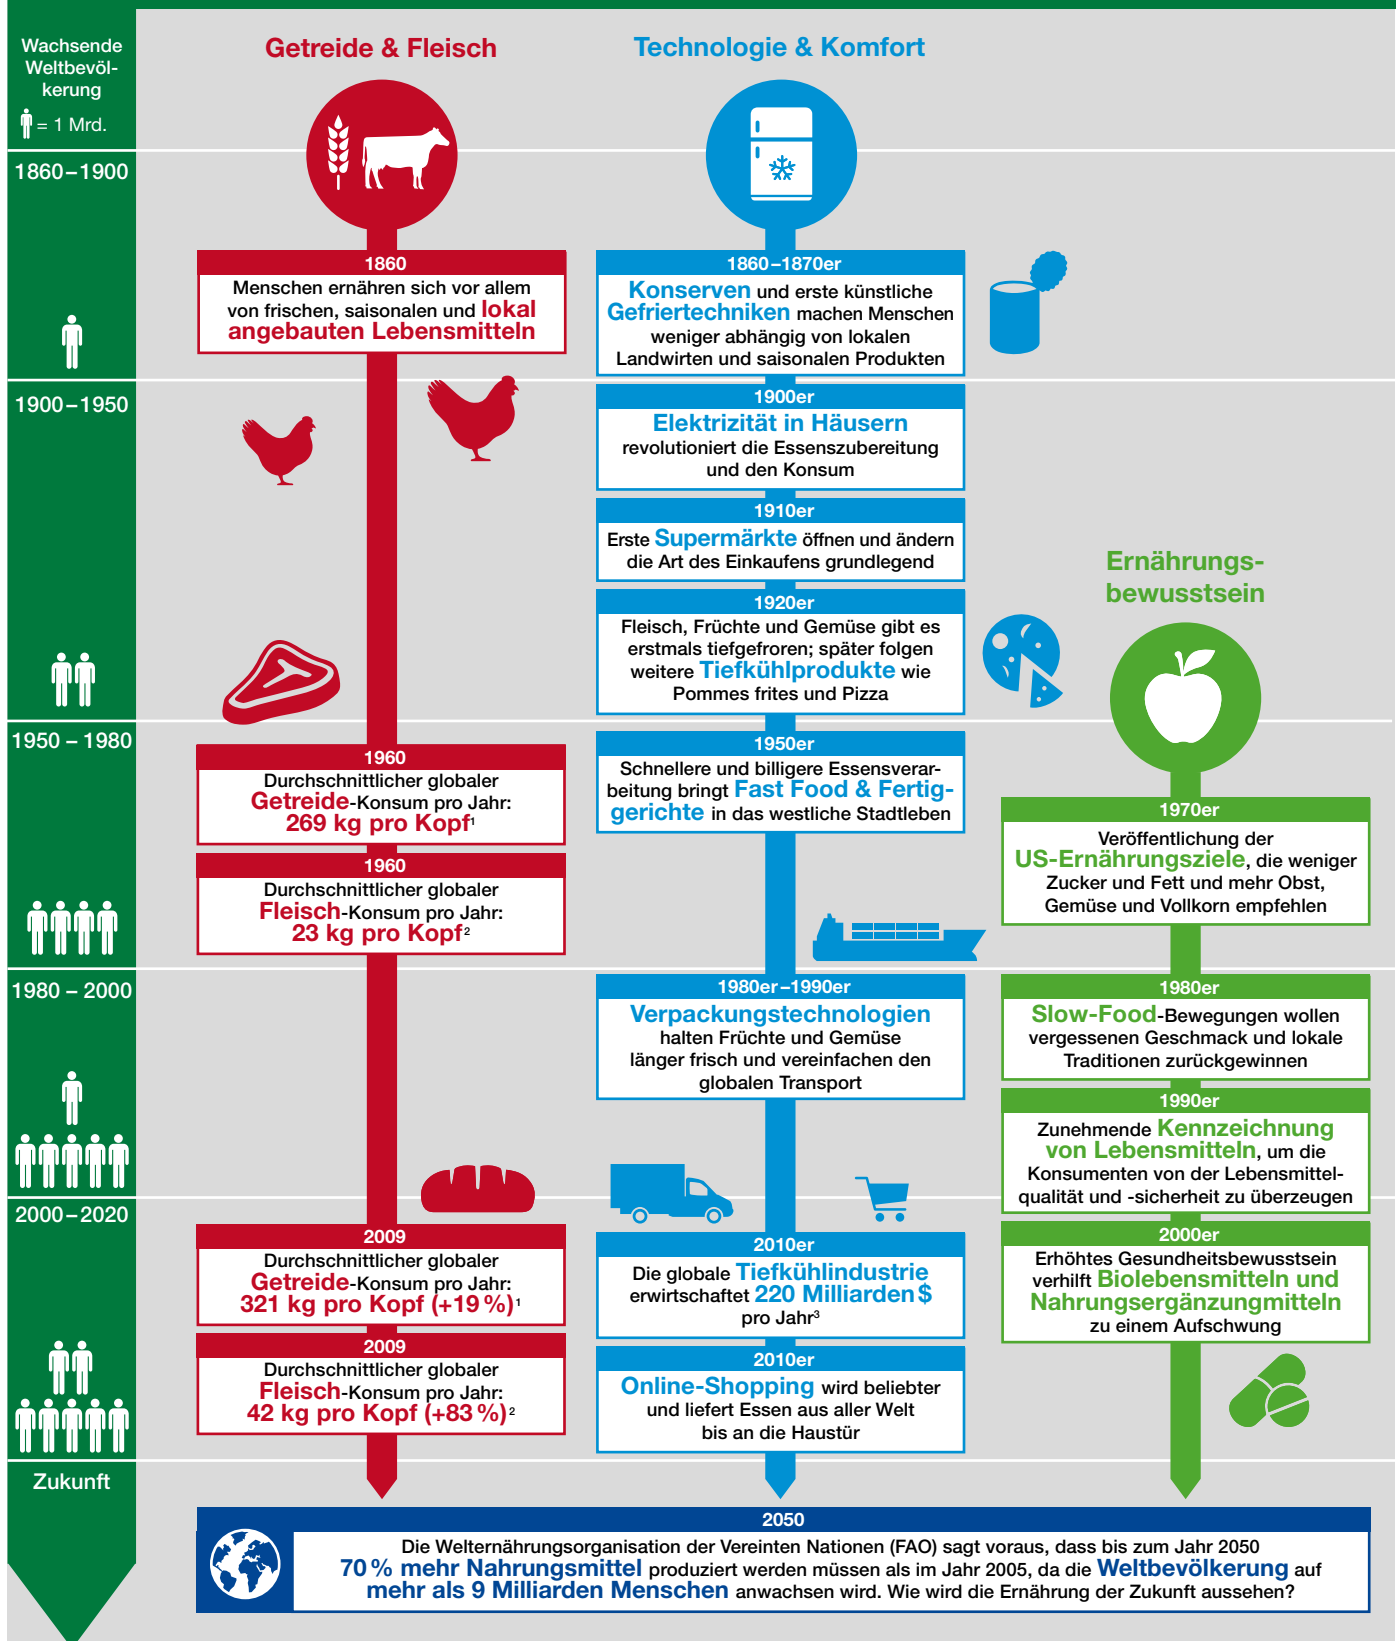 Wachsende
Weltbevöl-
kerung
= 1 Mrd.
Getreide & Fleisch
Technologie & Komfort
1860–1900
1860
Menschen ernähren sich vor allem
von frischen, saisonalen und lokal
angebauten Lebensmitteln
1860–1870er
Konserven und erste künstliche
Gefriertechniken machen Menschen
weniger abhängig von lokalen
Landwirten und saisonalen Produkten
1900–1950
1900er
Elektrizität in Häusern
revolutioniert die Essenszubereitung
und den Konsum
1910er
Erste Supermärkte öffnen und ändern
die Art des Einkaufens grundlegend
1920er
Fleisch, Früchte und Gemüse gibt es
erstmals tiefgefroren; später folgen
weitere Tiefkühlprodukte wie
Pommes frites und Pizza
Ernährungs-
bewusstsein
1950 – 1980
1960
Durchschnittlicher globaler
Getreide-Konsum pro Jahr:
269 kg pro Kopf¹
1960
Durchschnittlicher globaler
Fleisch-Konsum pro Jahr:
23 kg pro Kopf²
1950er
Schnellere und billigere Essensverar-
beitung bringt Fast Food & Fertig-
gerichte in das westliche Stadtleben
1970er
Veröffentlichung der
US-Ernährungsziele, die weniger
Zucker und Fett und mehr Obst,
Gemüse und Vollkorn empfehlen
1980 – 2000
1980er–1990er
Verpackungstechnologien
halten Früchte und Gemüse
länger frisch und vereinfachen den
globalen Transport
1980er
Slow-Food-Bewegungen wollen
vergessenen Geschmack und lokale
Traditionen zurückgewinnen
1990er
Zunehmende Kennzeichnung
von Lebensmitteln, um die
Konsumenten von der Lebensmittel-
qualität und -sicherheit zu überzeugen
2000–2020
2009
Durchschnittlicher globaler
Getreide-Konsum pro Jahr:
321 kg pro Kopf (+19 %)¹
2009
Durchschnittlicher globaler
Fleisch-Konsum pro Jahr:
42 kg pro Kopf (+83 %)²
2010er
Die globale Tiefkühlindustrie
erwirtschaftet 220 Milliarden $
pro Jahr³
2010er
Online-Shopping wird beliebter
und liefert Essen aus aller Welt
bis an die Haustür
2000er
Erhöhtes Gesundheitsbewusstsein
verhilft Biolebensmitteln und
Nahrungsergänzungmitteln
zu einem Aufschwung
Zukunft
2050
Die Welternährungsorganisation der Vereinten Nationen (FAO) sagt voraus, dass bis zum Jahr 2050
70 % mehr Nahrungsmittel produziert werden müssen als im Jahr 2005, da die Weltbevölkerung auf
mehr als 9 Milliarden Menschen anwachsen wird. Wie wird die Ernährung der Zukunft aussehen?